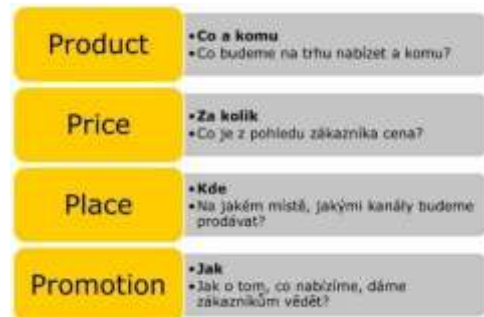 Product
•Co a komu
•Co budeme na trhu nabízet a komu?
Price
•Za kolik
•Co je z pohledu zákazníka cena?
Place
•Kde
•Na jakém místě, jakými kanály budeme
prodávat?
Promotion
•Jak
•Jak o tom, co nabízíme, dáme
zákazníkům vědět?